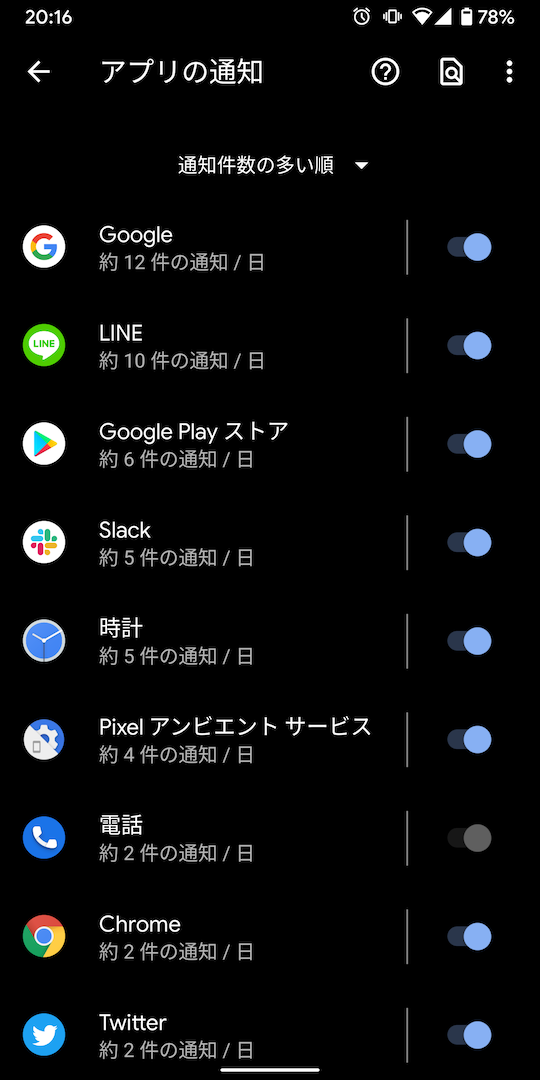 20:16
78%
アプリの通知
通知件数の多い順
Google
約 12 件の通知 / 日
LINE
LINE
約 10 件の通知 / 日
Google Play ストア
約 6 件の通知 / 日
Slack
約 5 件の通知 / 日
時計
約 5 件の通知 / 日
Pixel アンビエント サービス
約 4 件の通知 / 日
電話
約 2 件の通知 / 日
Chrome
約 2 件の通知 / 日
Twitter
約 2 件の通知 / 日